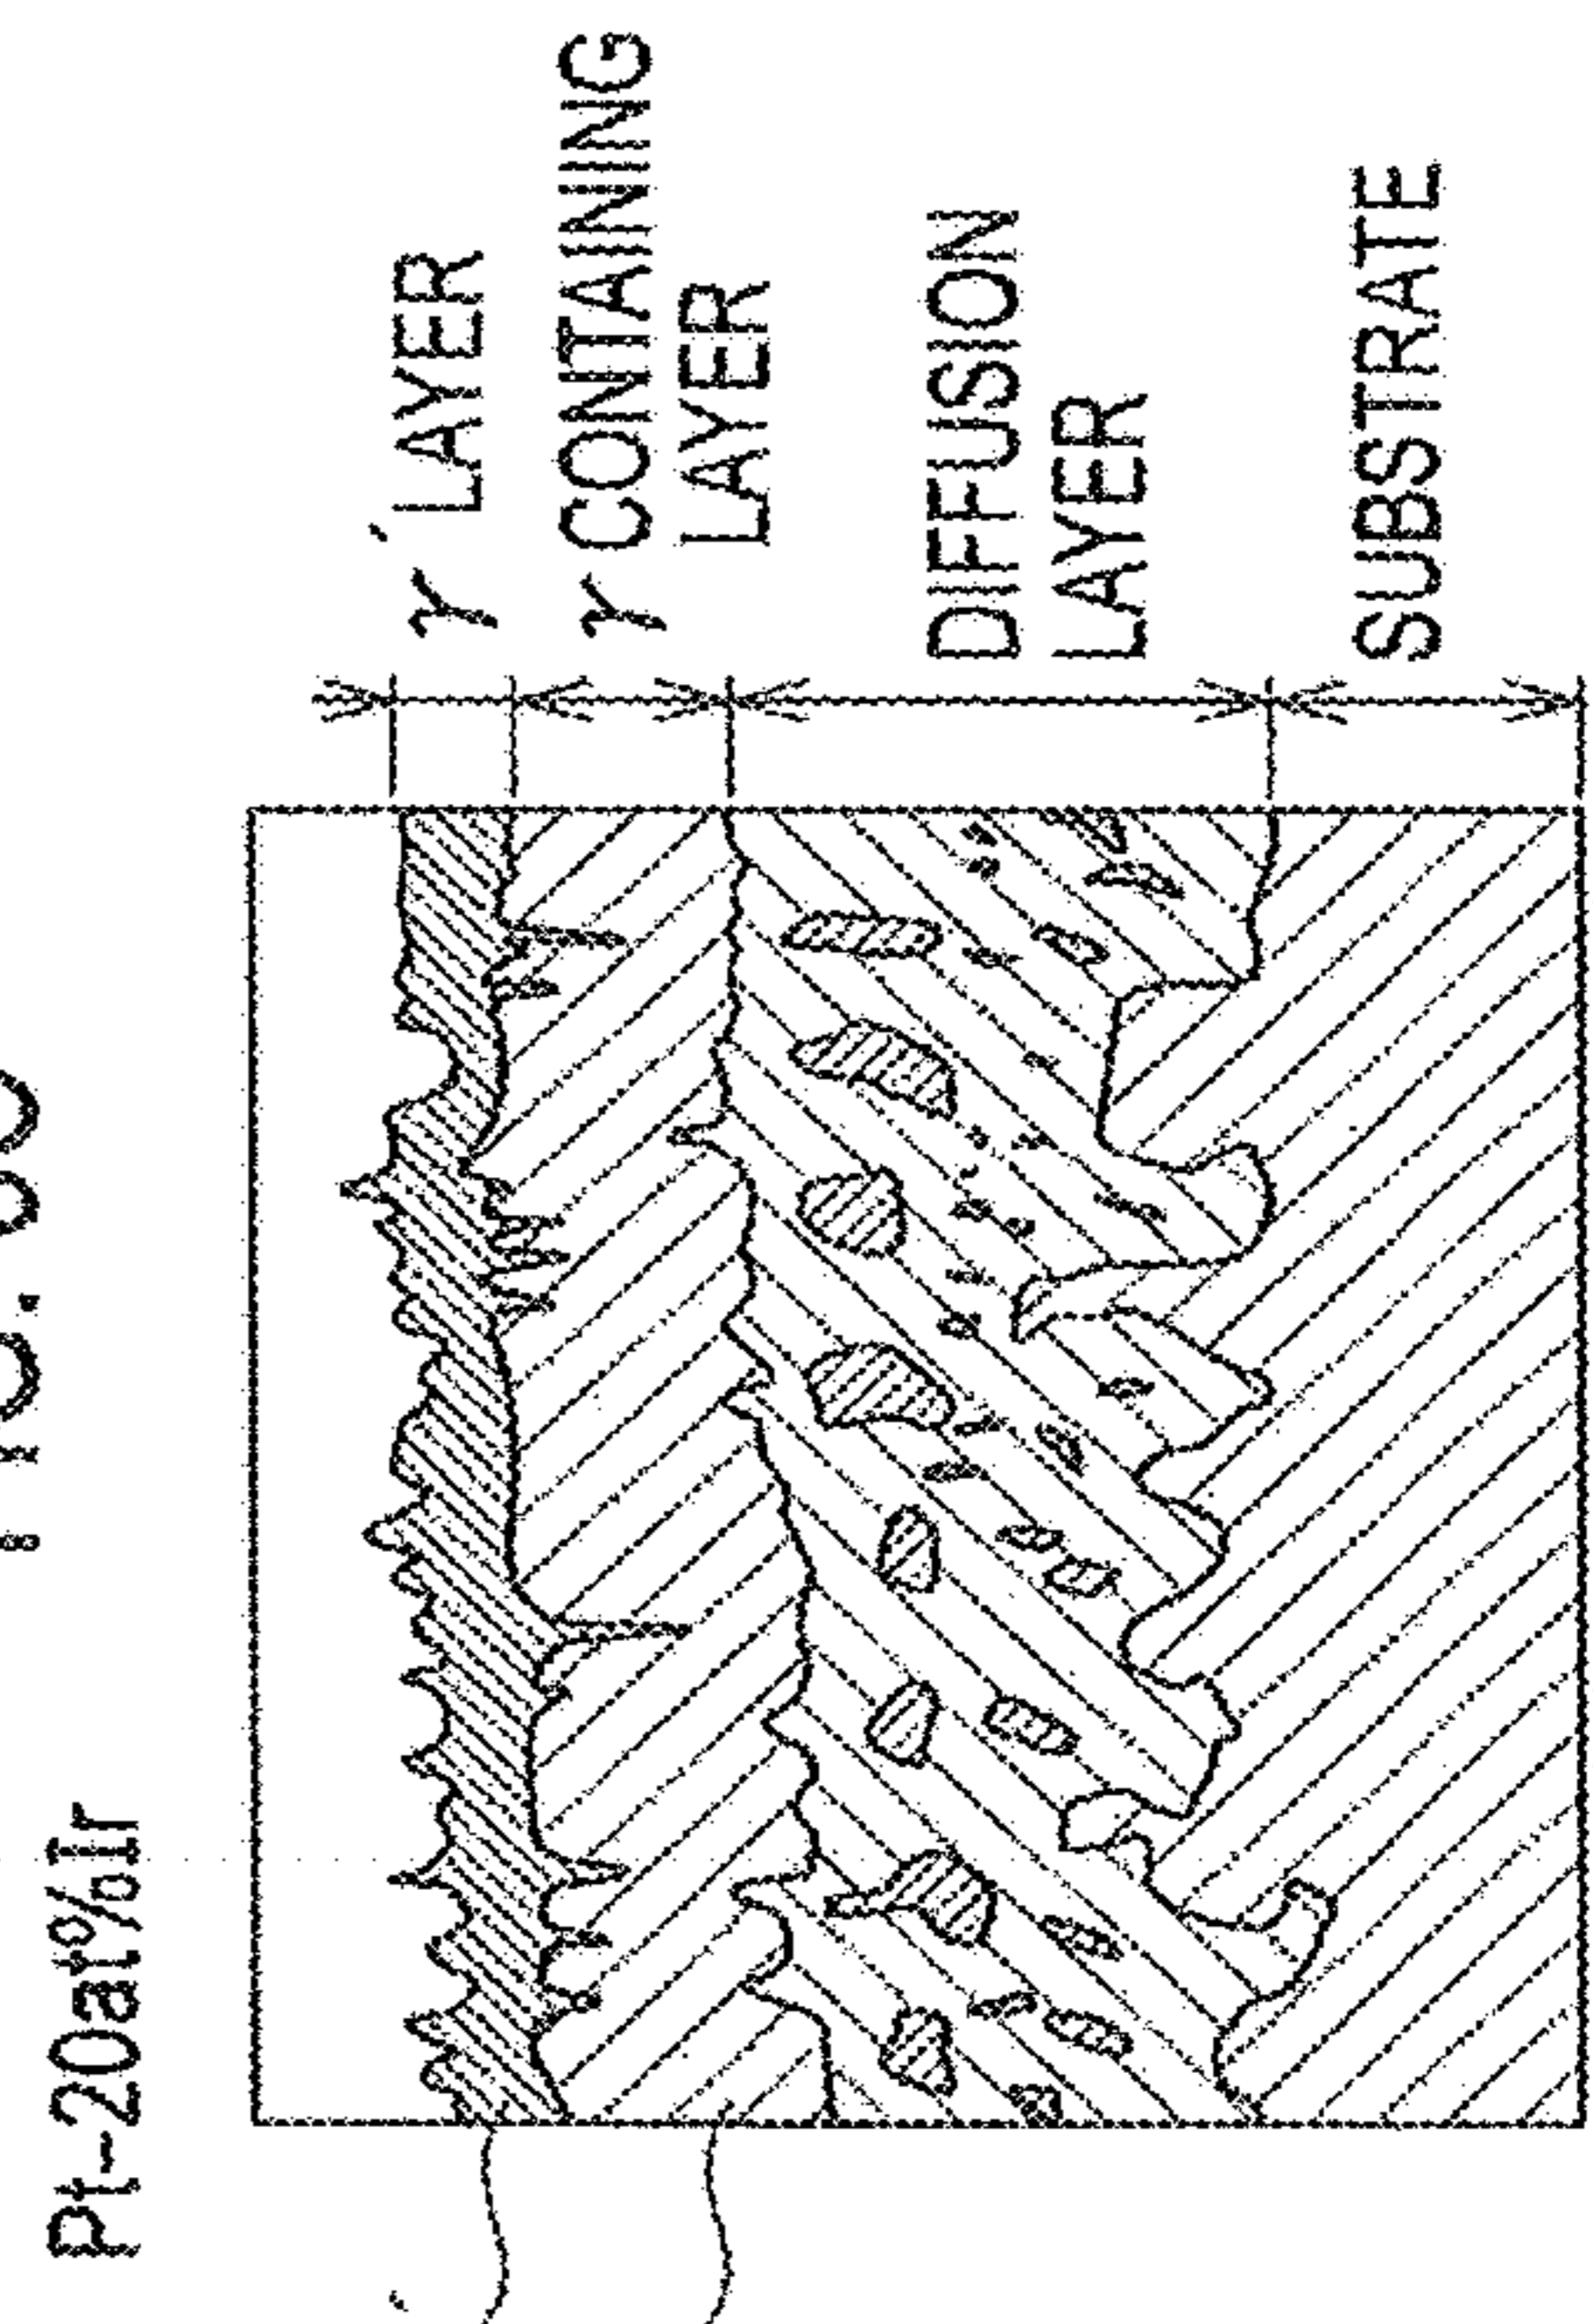 Pt-20at%Ir
γ' LAYER
γ CONTAINING
LAYER
DIFFUSION
LAYER
SUBSTRATE